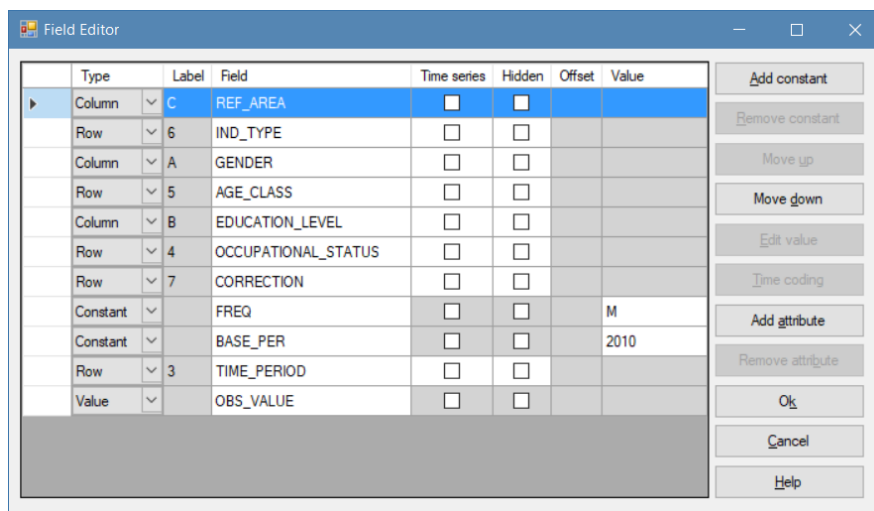 Field Editor
Type Label Field Time series Hidden Offset Value
Column C REF_AREA
Row 6 IND_TYPE
Column A GENDER
Row 5 AGE_CLASS
Column B EDUCATION_LEVEL
Row 4 OCCUPATIONAL_STATUS
Row 7 CORRECTION
Constant FREQ M
Constant BASE_PER 2010
Row 3 TIME_PERIOD
Value OBS_VALUE
Add constant
Remove constant
Move up
Move down
Edit value
Time coding
Add attribute
Remove attribute
Ok
Cancel
Help